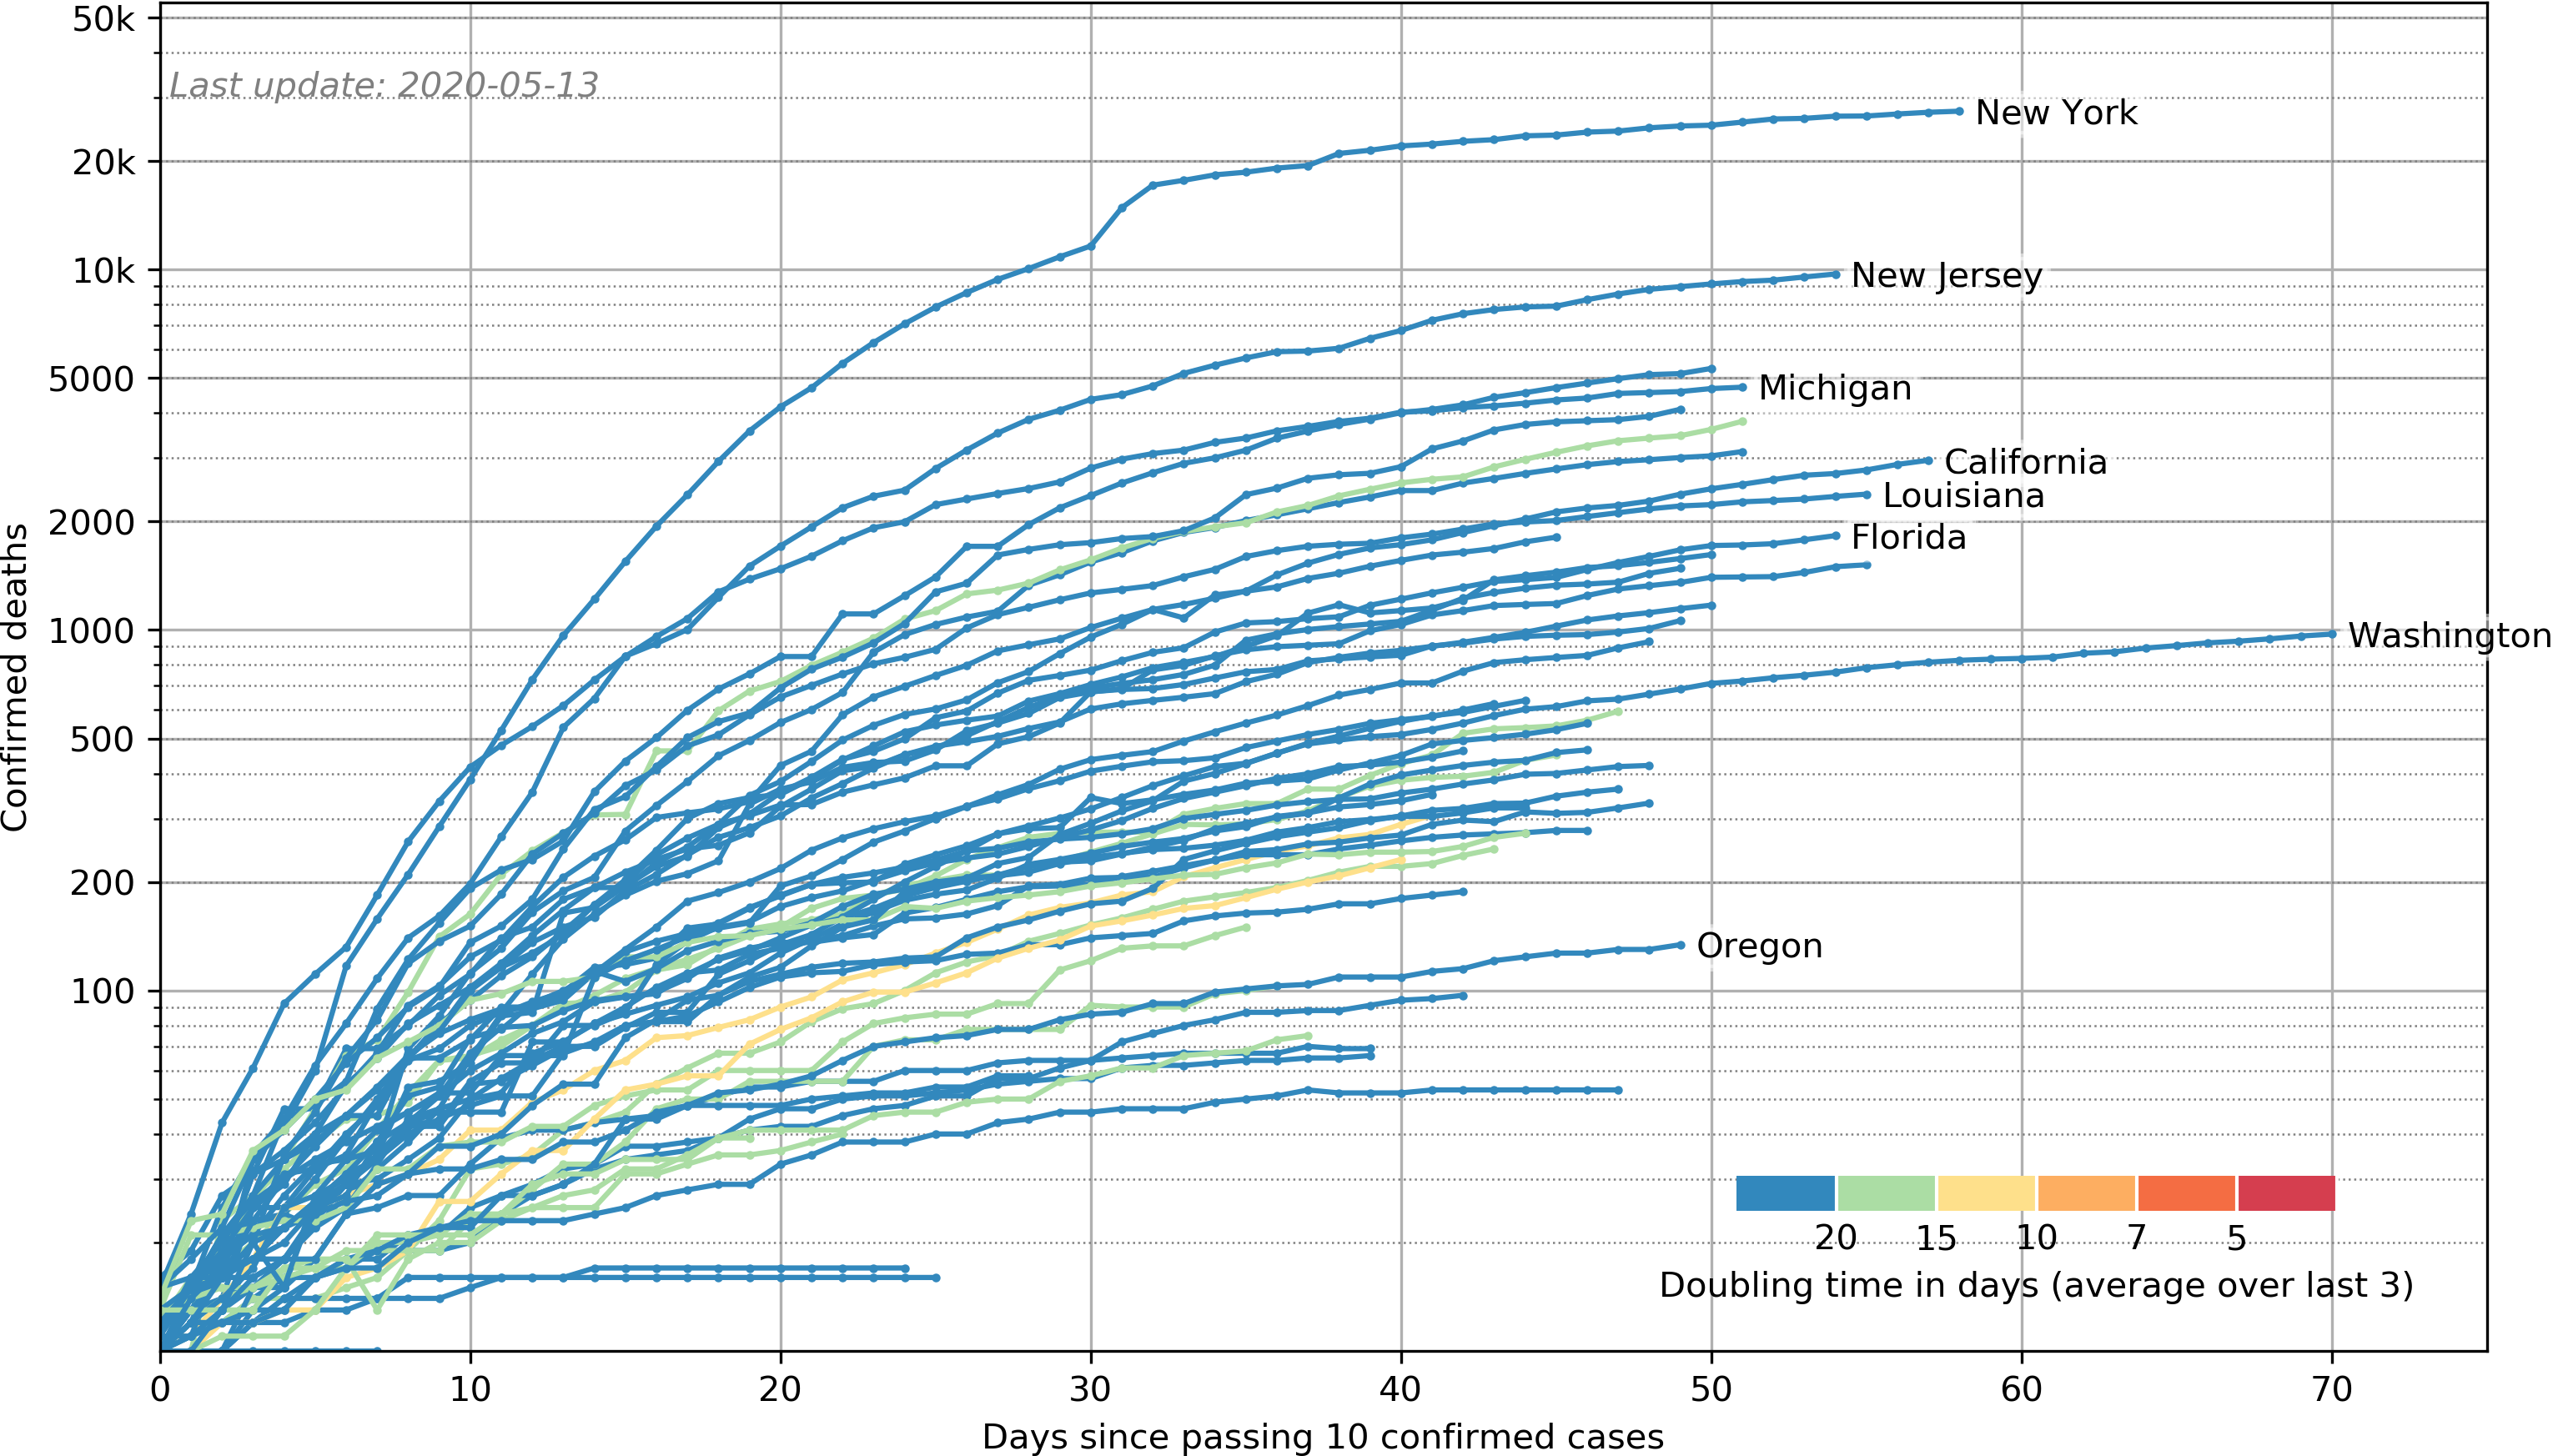 50k
Last update: 2020-05-13
New York
20k
10k
New Jersey
5000
Michigan
California
Louisiana
2000
Florida
1000
Washington
500
200
Oregon
100
Confirmed deaths
20 15 10 7 5
Doubling time in days (average over last 3)
0 10 20 30 40 50 60 70
Days since passing 10 confirmed cases